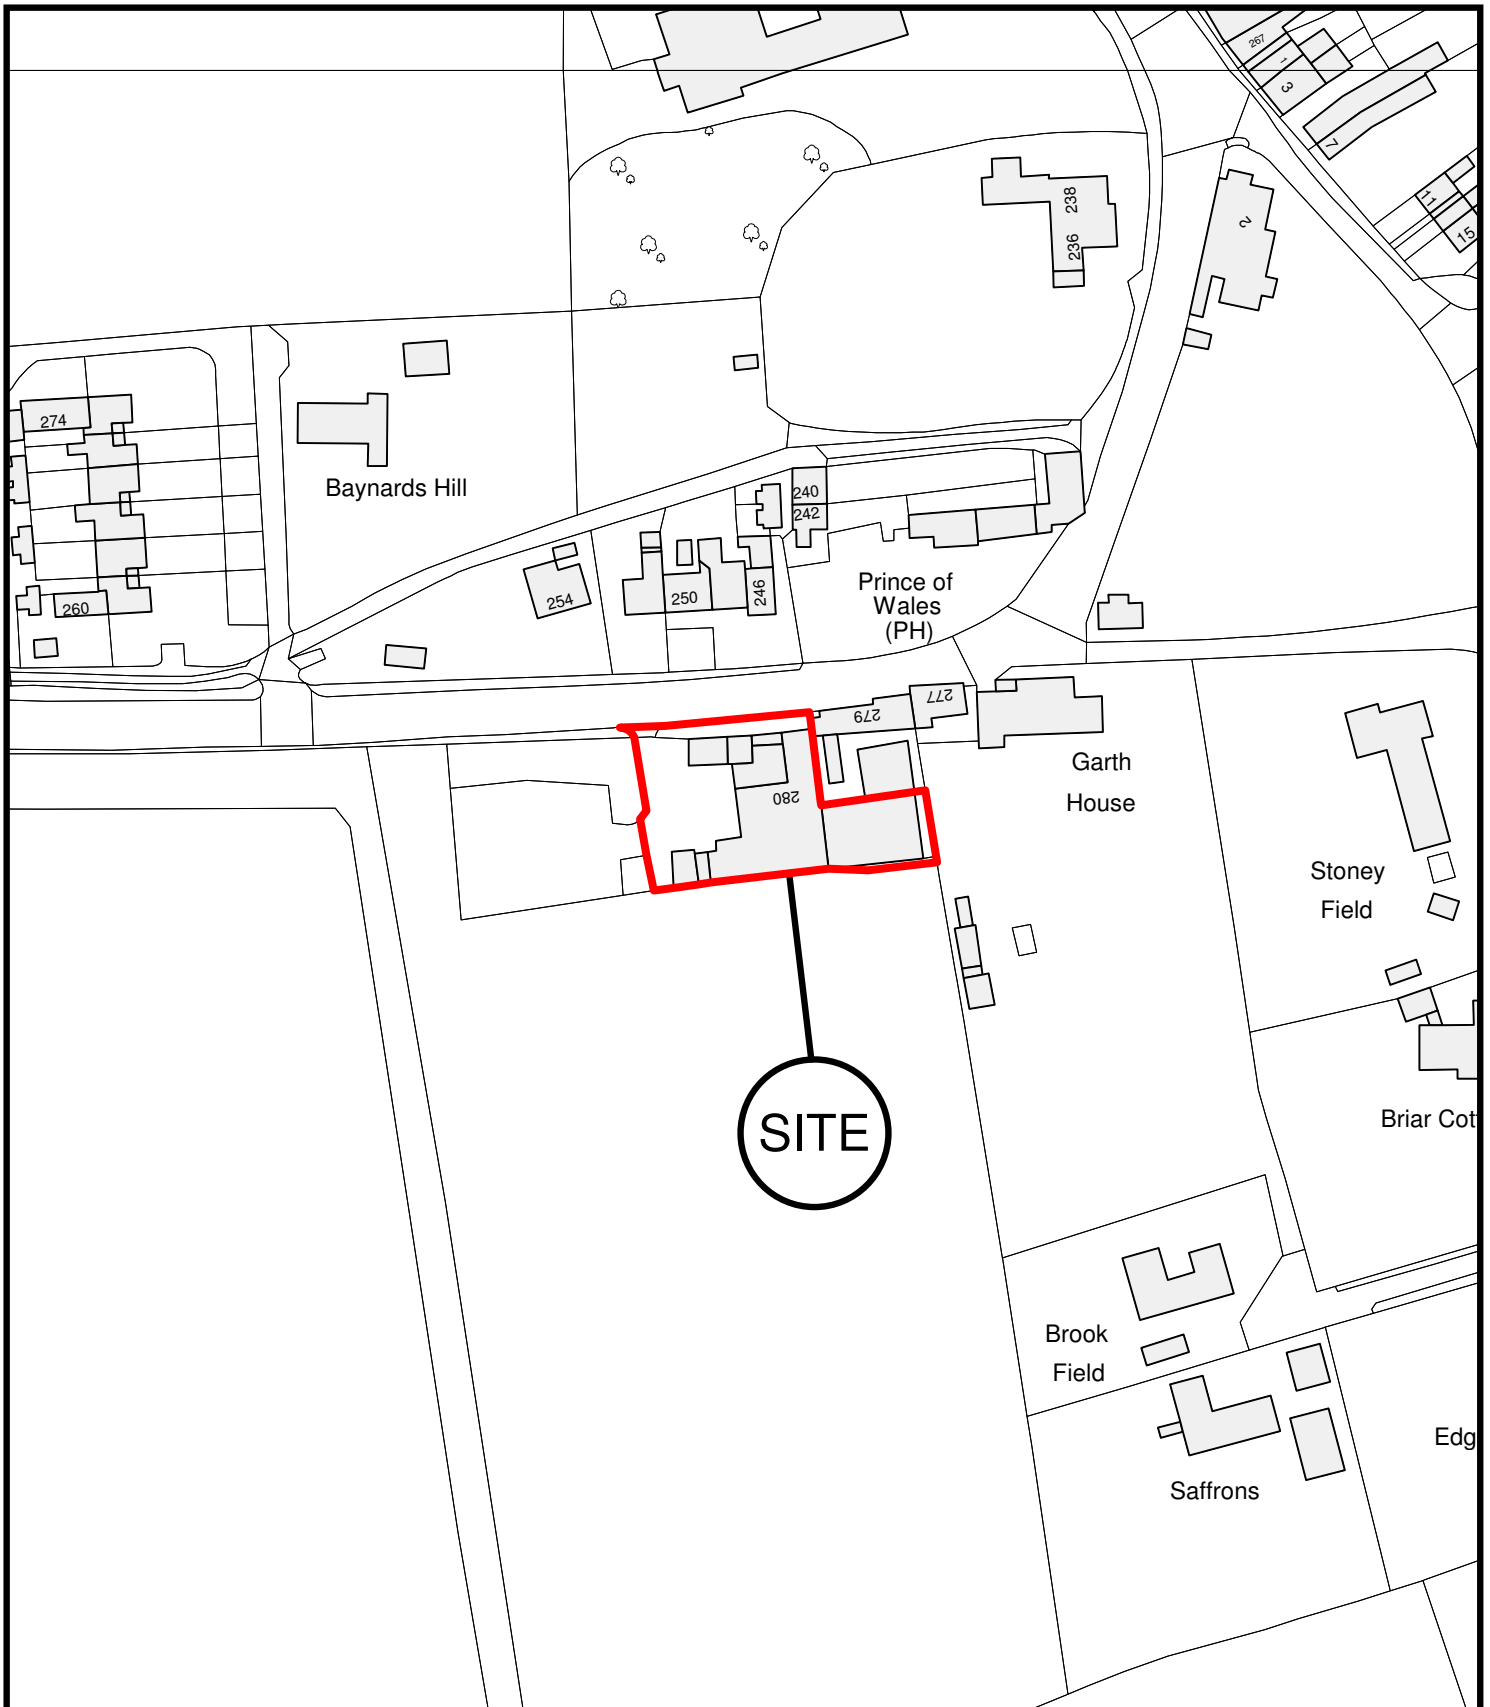 267
1
3
7
11
15
238
236
2
274
Baynards Hill
240
242
254
250
246
260
Prince of
Wales
(PH)
277
279
280
Garth
House
Stoney
Field
SITE
Briar Cot
Brook
Field
Edg
Saffrons